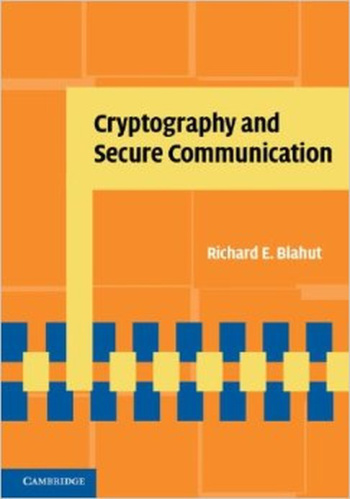 Cryptography and
Secure Communication
Richard E. Blahut
CAMBRIDGE